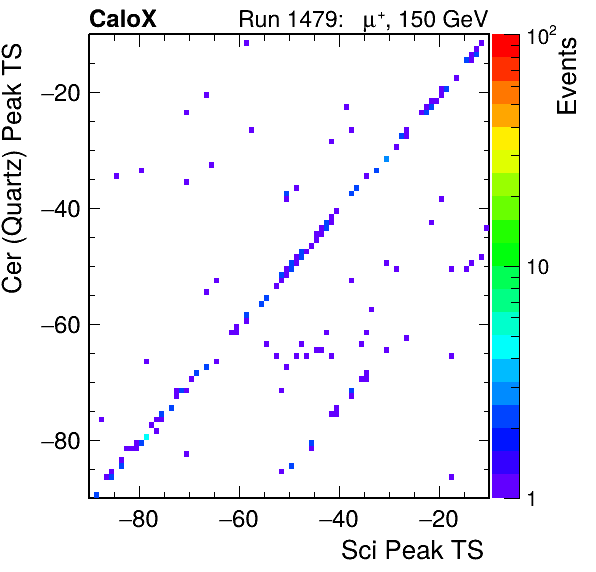 CaloX Run 1479: μ⁺, 150 GeV
Cer (Quartz) Peak TS
−20
−40
−60
−80
−80 −60 −40 −20
Sci Peak TS
10²
10
1
Events